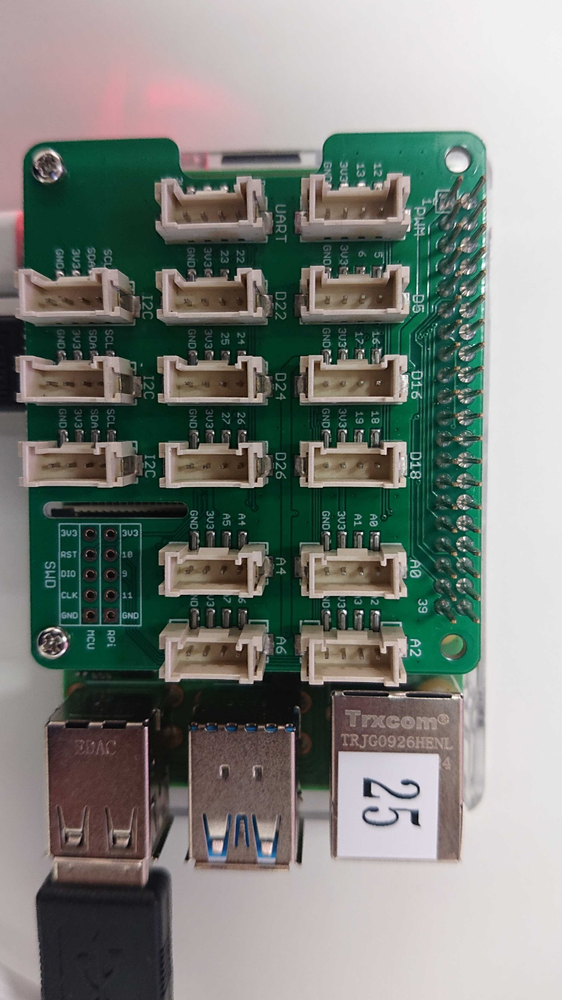 GND 3V3 13 12
1
PWM
UART
GND 3V3 SDA
GND 3V3 23 22
GND 3V3 6 5
I2C
D22
D5
GND 3V3 SDA SCL
GND 3V3 25 24
GND 3V3 17 16
I2C
D24
D16
GND 3V3 SDA SCL
GND 3V3 27 26
GND 3V3 19 18
I2C
D26
D18
GND 3V3 A5 A4
GND 3V3 A1 A0
A4
A0
39
A6
A2
SWD
3V3 3V3
RST 10
DIO 9
CLK 11
GND GND
MCU RPi
EDAC
Trxcom®
TRJG0926HENL
25